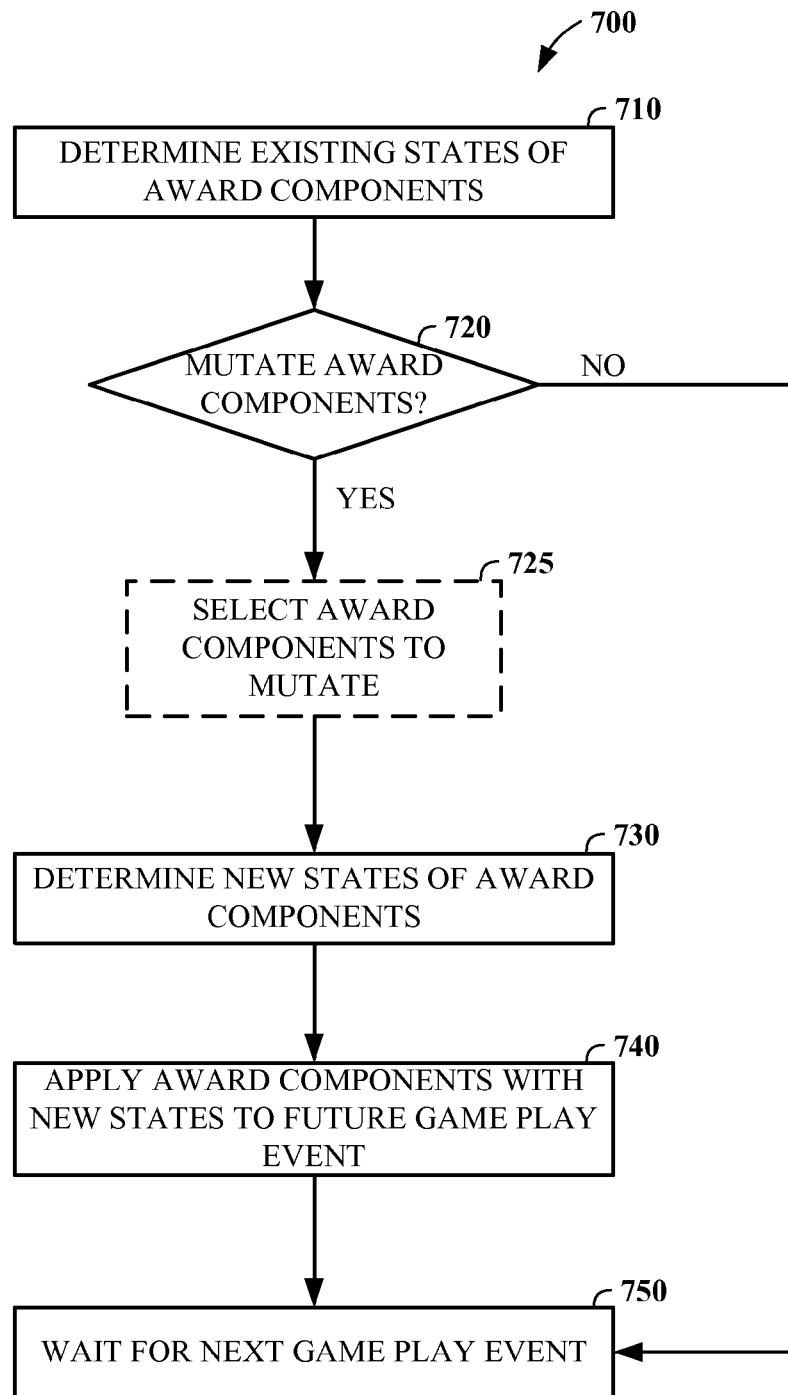 700
710
DETERMINE EXISTING STATES OF
AWARD COMPONENTS
720
MUTATE AWARD
COMPONENTS?
NO
YES
725
SELECT AWARD
COMPONENTS TO
MUTATE
730
DETERMINE NEW STATES OF AWARD
COMPONENTS
740
APPLY AWARD COMPONENTS WITH
NEW STATES TO FUTURE GAME PLAY
EVENT
750
WAIT FOR NEXT GAME PLAY EVENT